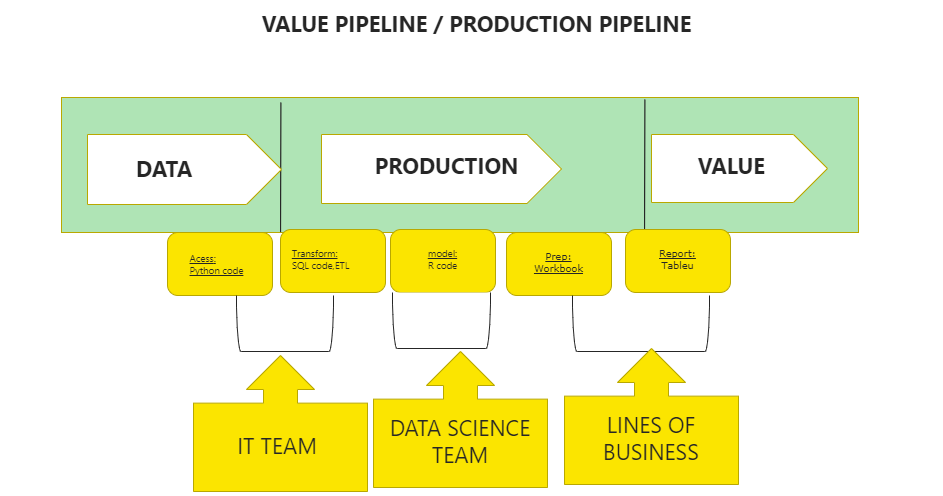 VALUE PIPELINE / PRODUCTION PIPELINE
DATA
PRODUCTION
VALUE
Acess:
Python code
Transform:
SQL code,ETL
model:
R code
Prep:
Workbook
Report:
Tableu
IT TEAM
DATA SCIENCE
TEAM
LINES OF
BUSINESS